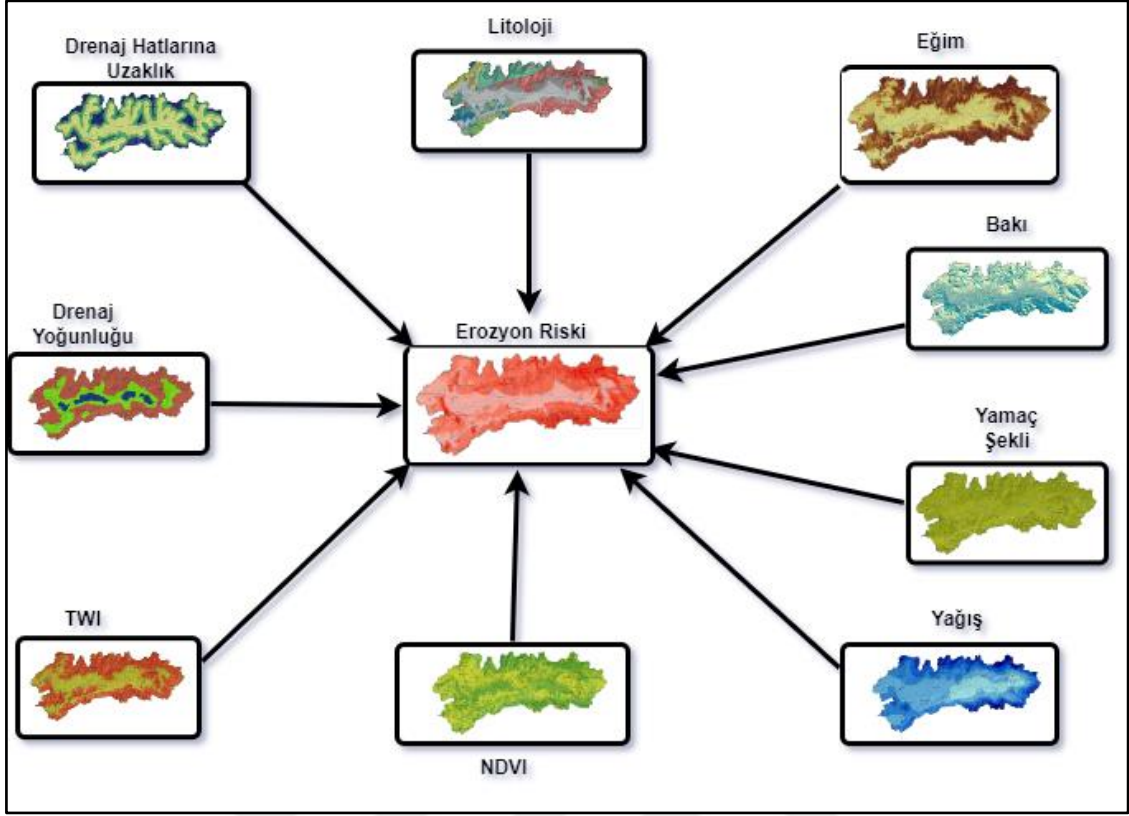 Drenaj Hatlarına
Uzaklık
Litoloji
Eğim
Bakı
Drenaj
Yoğunluğu
Erozyon Riski
Yamaç
Şekli
TWI
NDVI
Yağış